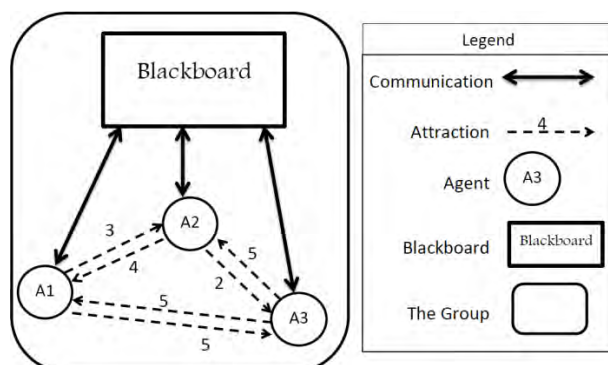 Blackboard
A2
3
4
5
2
A1
5
A3
5
Legend
Communication
Attraction
4
Agent
A3
Blackboard
Blackboard
The Group